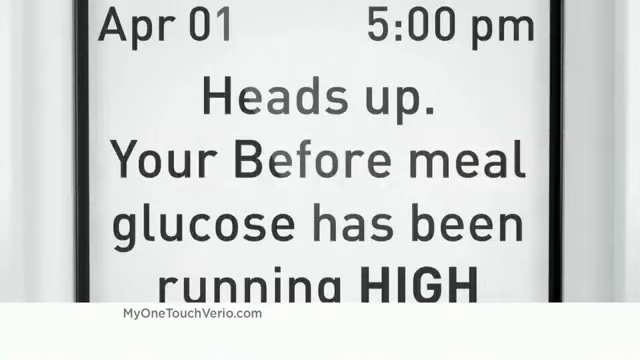 Apr 01 5:00 pm
Heads up.
Your Before meal
glucose has been
running HIGH
MyOneTouchVerio.com